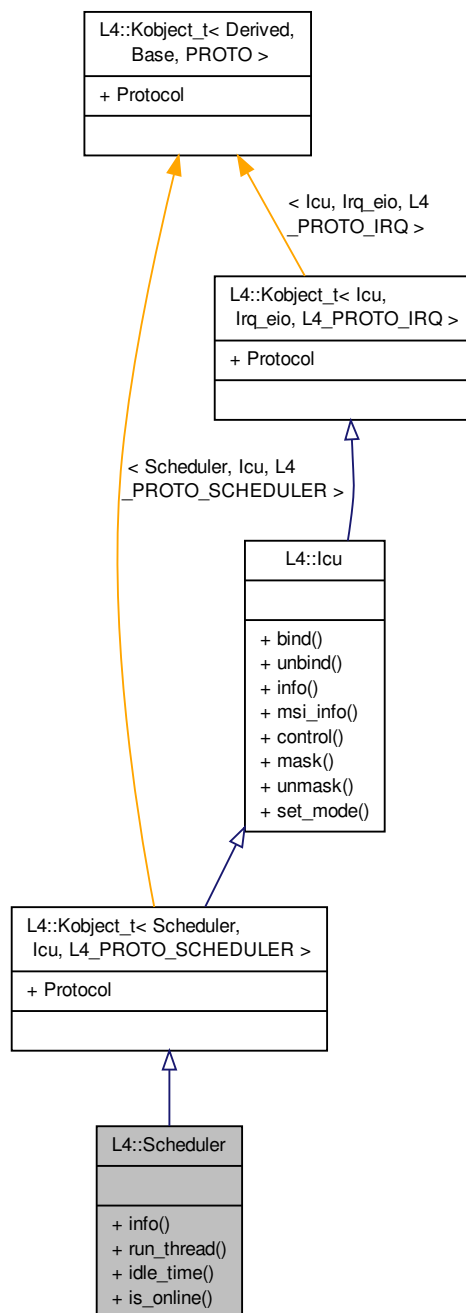 L4::Kobject_t< Derived,
Base, PROTO >
+ Protocol
< Icu, Irq_eio, L4
_PROTO_IRQ >
L4::Kobject_t< Icu,
Irq_eio, L4_PROTO_IRQ >
+ Protocol
< Scheduler, Icu, L4
_PROTO_SCHEDULER >
L4::Icu
+ bind()
+ unbind()
+ info()
+ msi_info()
+ control()
+ mask()
+ unmask()
+ set_mode()
L4::Kobject_t< Scheduler,
Icu, L4_PROTO_SCHEDULER >
+ Protocol
L4::Scheduler
+ info()
+ run_thread()
+ idle_time()
+ is_online()